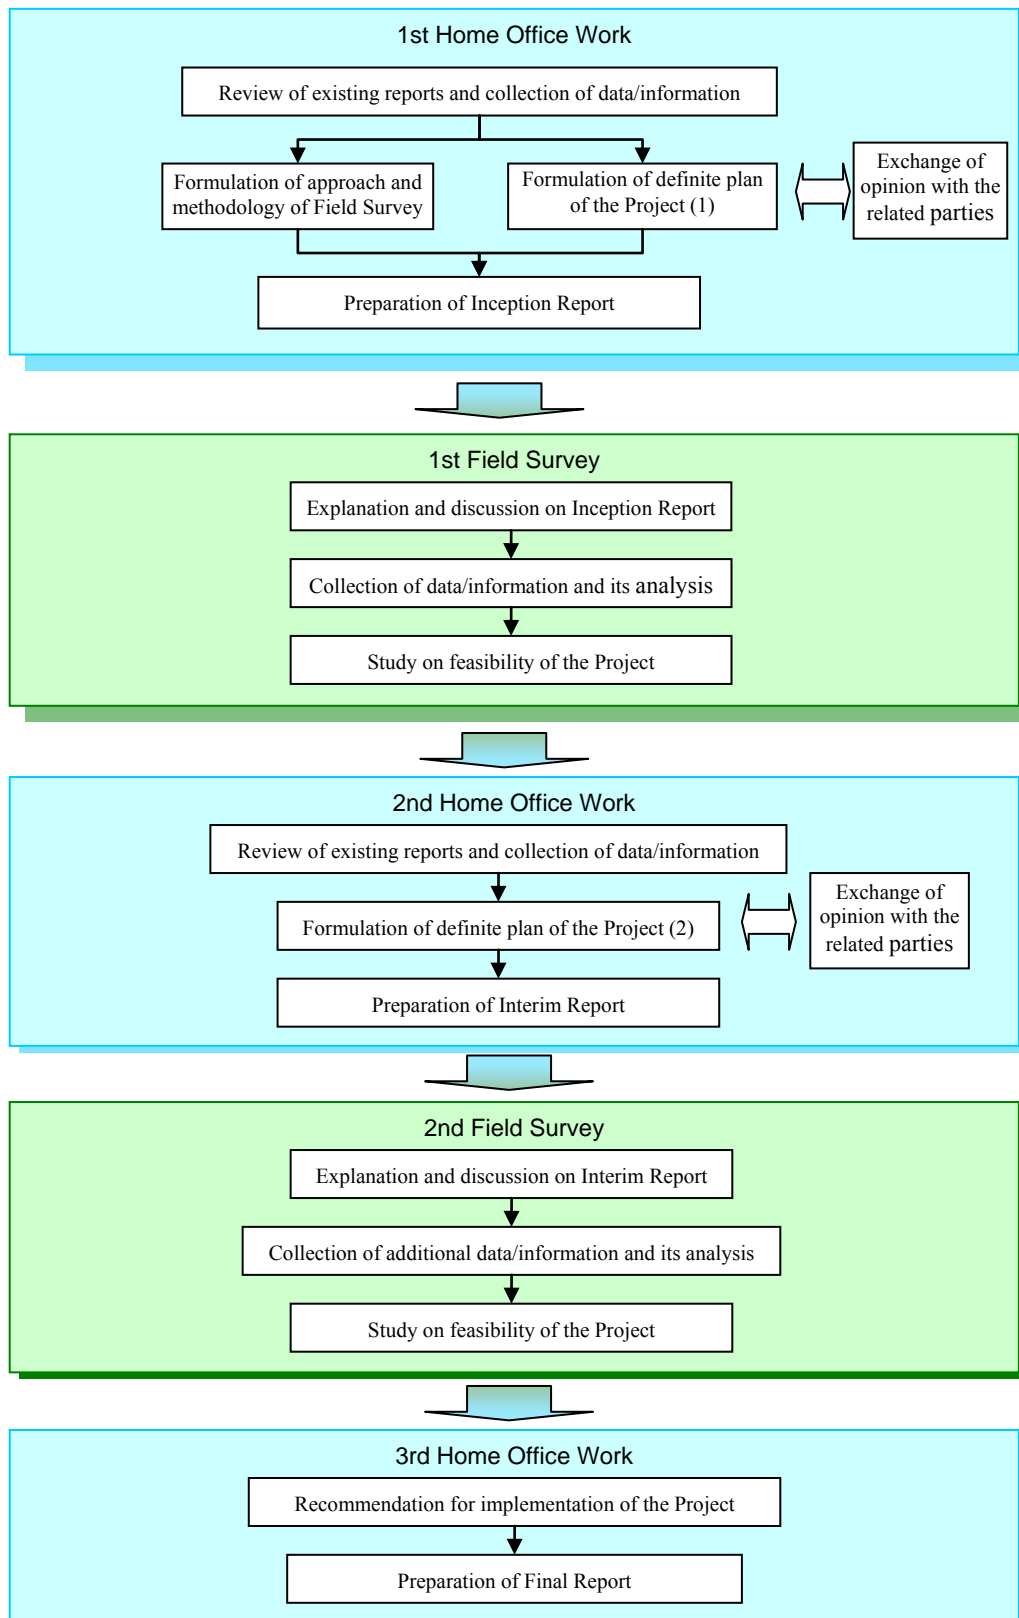 1st Home Office Work
Review of existing reports and collection of data/information
Formulation of approach and
methodology of Field Survey
Formulation of definite plan
of the Project (1)
Exchange of
opinion with the
related parties
Preparation of Inception Report
1st Field Survey
Explanation and discussion on Inception Report
Collection of data/information and its analysis
Study on feasibility of the Project
2nd Home Office Work
Review of existing reports and collection of data/information
Formulation of definite plan of the Project (2)
Exchange of
opinion with the
related parties
Preparation of Interim Report
2nd Field Survey
Explanation and discussion on Interim Report
Collection of additional data/information and its analysis
Study on feasibility of the Project
3rd Home Office Work
Recommendation for implementation of the Project
Preparation of Final Report